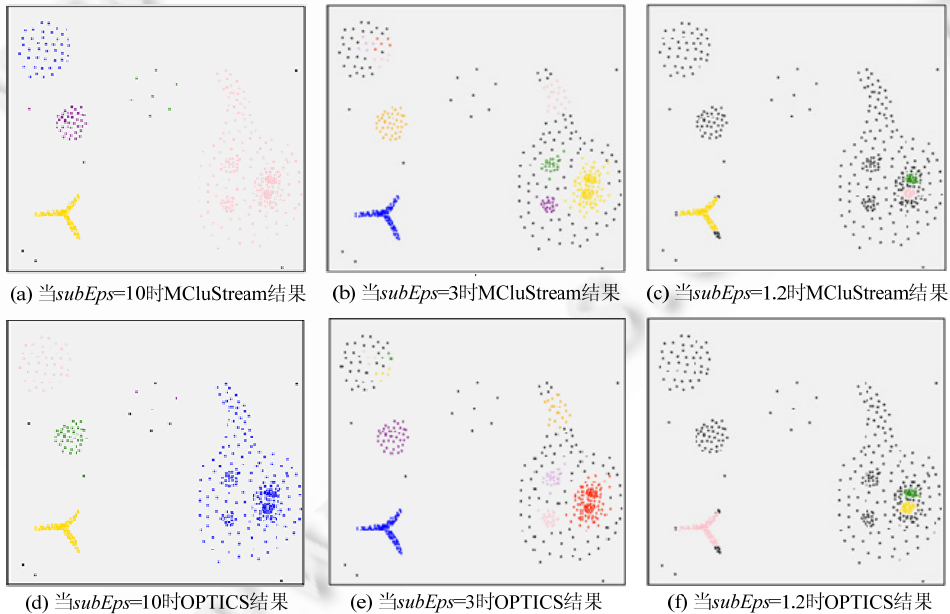 (a) 当subEps=10时MCluStream结果
(b) 当subEps=3时MCluStream结果
(c) 当subEps=1.2时MCluStream结果
(d) 当subEps=10时OPTICS结果
(e) 当subEps=3时OPTICS结果
(f) 当subEps=1.2时OPTICS结果